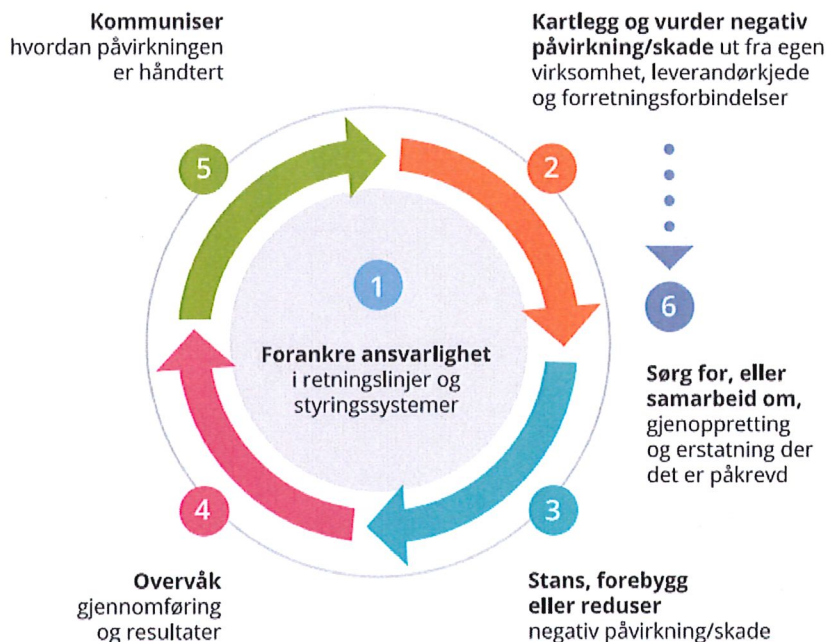 Kommuniser
hvordan påvirkningen
er håndtert
5
Kartlegg og vurder negativ
påvirkning/skade ut fra egen
virksomhet, leverandørkjede
og forretningsforbindelser
2
1
Forankre ansvarlighet
i retningslinjer og
styringssystemer
6
Sørg for, eller
samarbeid om,
gjenoppretting
og erstatning der
det er påkrevd
4
Overvåk
gjennomføring
og resultater
3
Stans, forebygg
eller reduser
negativ påvirkning/skade